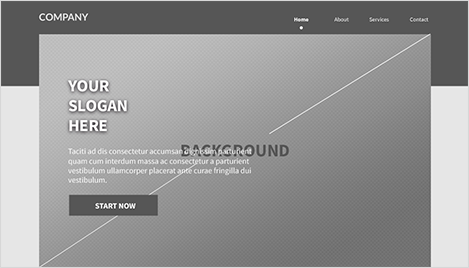 COMPANY
Home About Services Contact
YOUR
SLOGAN
HERE
BACKGROUND
Taciti ad dis consectetur accumsan dignissim parturient
quam cum interdum massa ac consectetur a parturient
vestibulum ullamcorper placerat ante curae fringilla dui
vestibulum.
START NOW